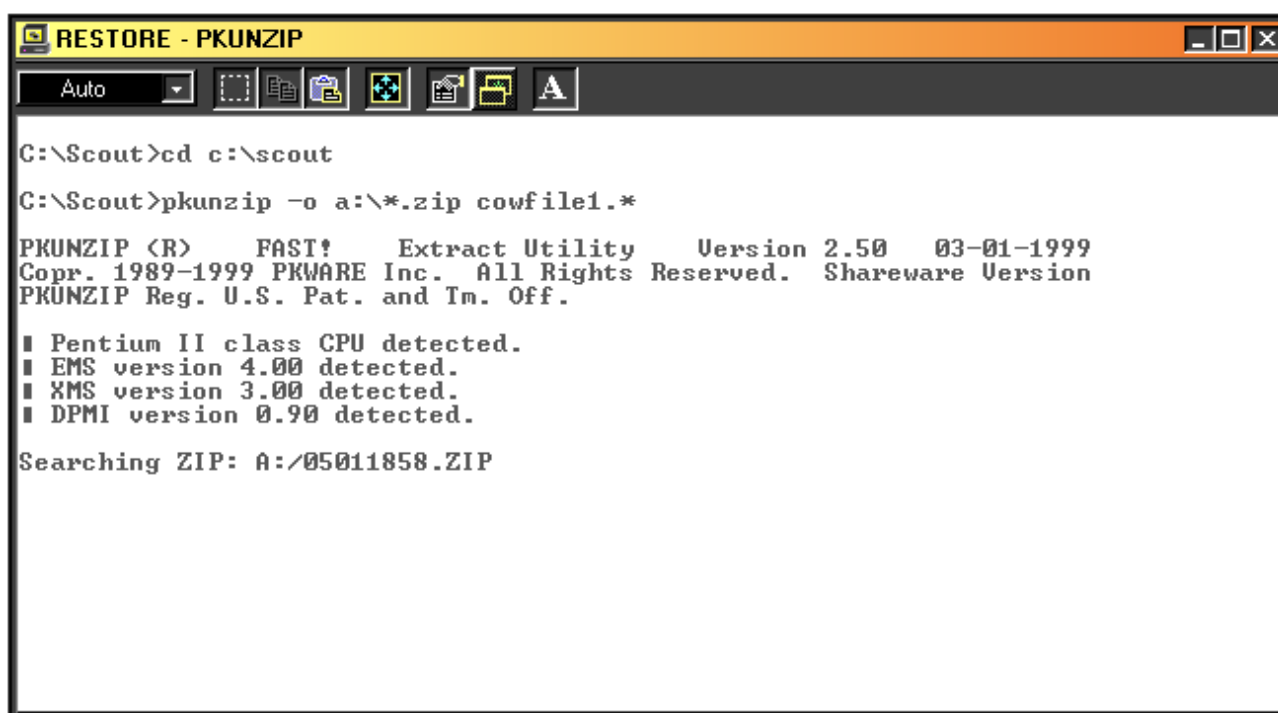 RESTORE - PKUNZIP
Auto
A
C:\Scout>cd c:\scout
C:\Scout>pkunzip -o a:\*.zip cowfile1.*
PKUNZIP (R) FAST! Extract Utility Version 2.50 03-01-1999
Copr. 1989-1999 PKWARE Inc. All Rights Reserved. Shareware Version
PKUNZIP Reg. U.S. Pat. and Tm. Off.
▮ Pentium II class CPU detected.
▮ EMS version 4.00 detected.
▮ XMS version 3.00 detected.
▮ DPMI version 0.90 detected.
Searching ZIP: A:/05011858.ZIP